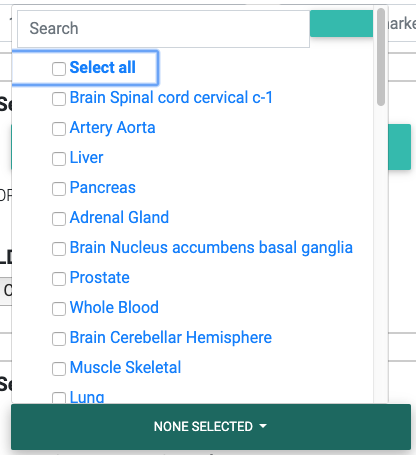 Search
Select all
Brain Spinal cord cervical c-1
Artery Aorta
Liver
Pancreas
Adrenal Gland
Brain Nucleus accumbens basal ganglia
Prostate
Whole Blood
Brain Cerebellar Hemisphere
Muscle Skeletal
Lung
NONE SELECTED